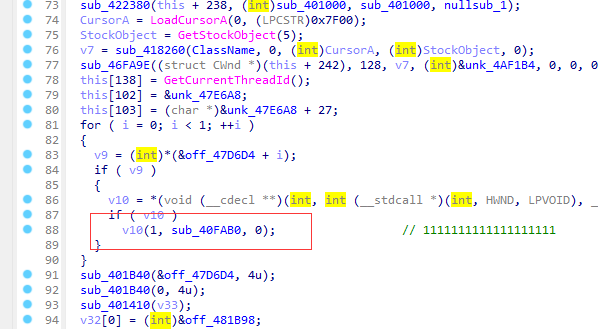 73 sub_422380(this + 238, (int)sub_401000, sub_401000, nullsub_1);
74 CursorA = LoadCursorA(0, (LPCSTR)0x7F00);
75 StockObject = GetStockObject(5);
76 v7 = sub_418260(ClassName, 0, (int)CursorA, (int)StockObject, 0);
77 sub_46FA9E((struct CWnd *)(this + 242), 128, v7, (int)&unk_4AF1B4, 0, 0, 0
78 this[138] = GetCurrentThreadId();
79 this[102] = &unk_47E6A8;
80 this[103] = (char *)&unk_47E6A8 + 27;
81 for ( i = 0; i < 1; ++i )
82 {
83 v9 = (int)*(&off_47D6D4 + i);
84 if ( v9 )
85 {
86 v10 = *(void (__cdecl **)(int, int (__stdcall *)(int, HWND, LPVOID), _
87 if ( v10 )
88 v10(1, sub_40FAB0, 0); // 1111111111111111111
89 }
90 }
91 sub_401B40(&off_47D6D4, 4u);
92 sub_401B40(0, 4u);
93 sub_401410(v33);
94 v32[0] = (int)&off_481B98;